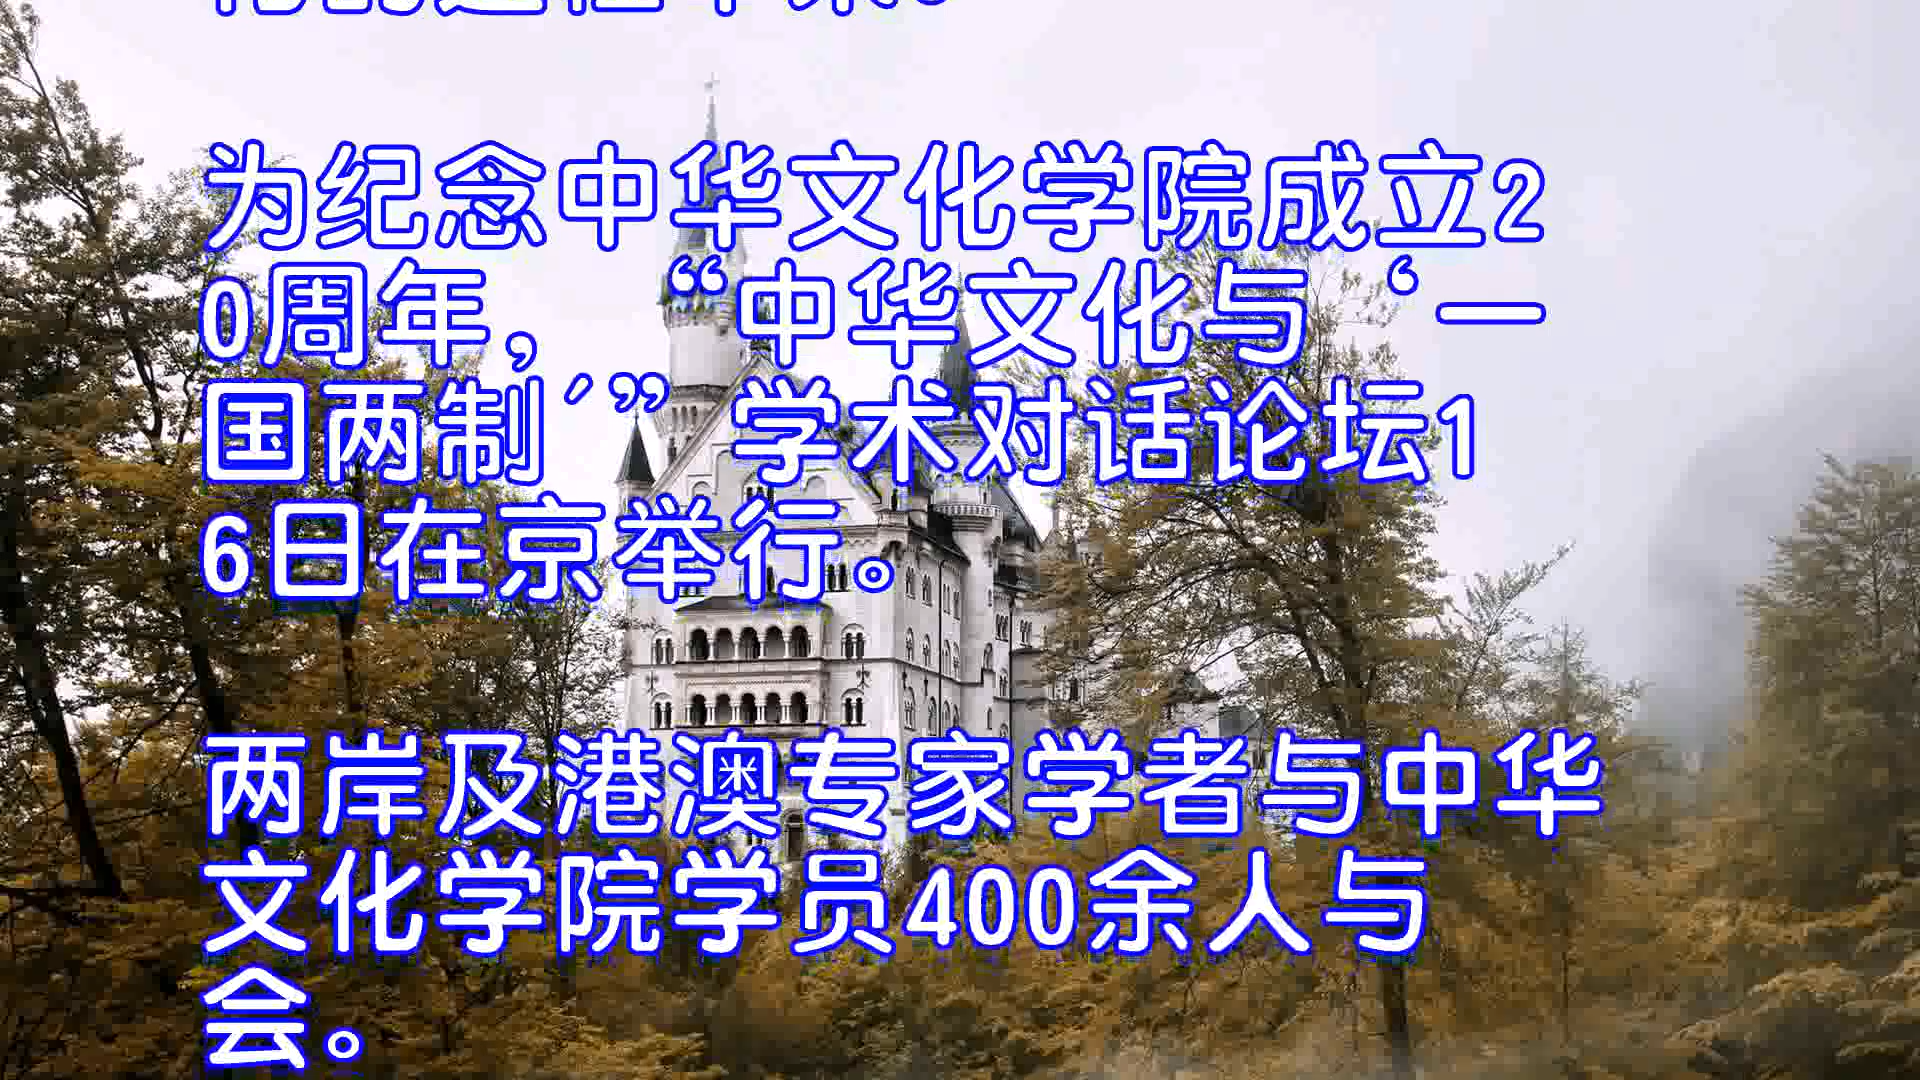 为纪念中华文化学院成立2
0周年，“中华文化与‘一
国两制´”学术对话论坛1
6日在京举行。
两岸及港澳专家学者与中华
文化学院学员400余人与
会。